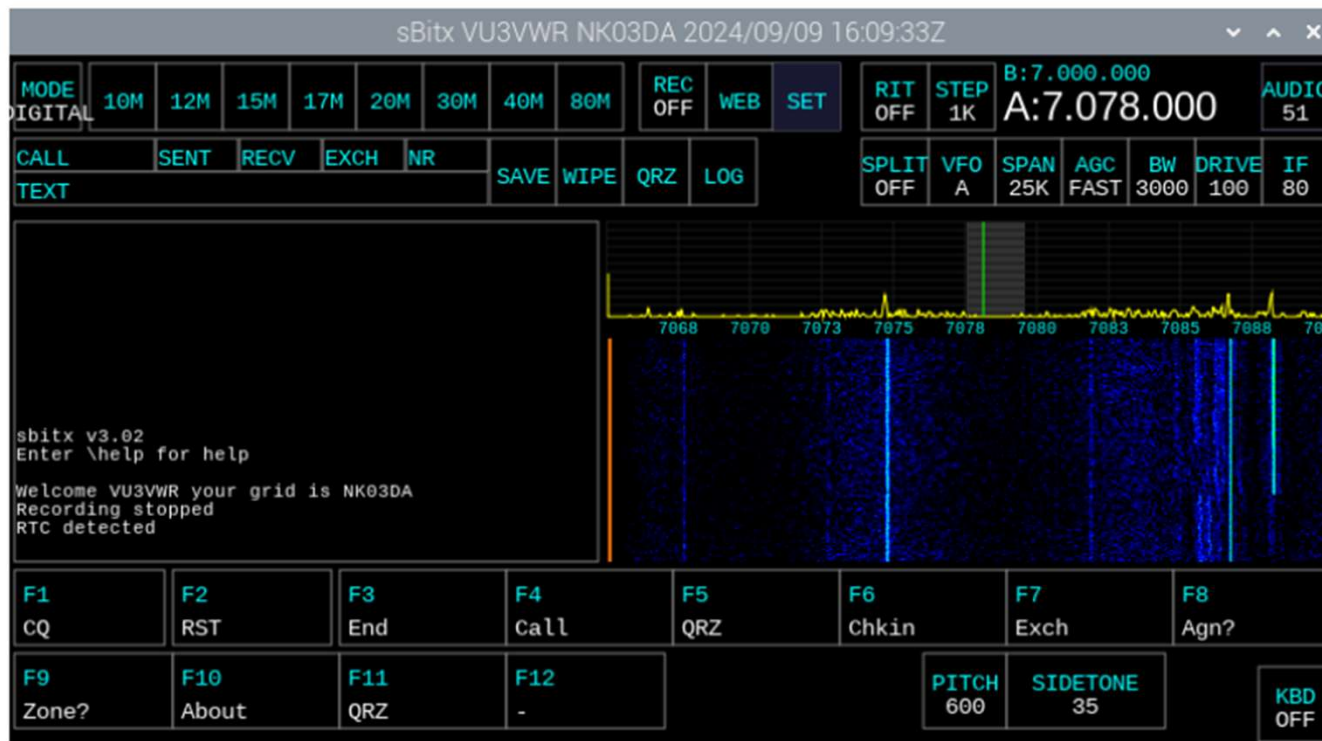 sBitx VU3VWR NK03DA 2024/09/09 16:09:33Z
MODE
DIGITAL
10M 12M 15M 17M 20M 30M 40M 80M
REC
OFF
WEB SET
RIT
OFF
STEP
1K
B:7.000.000
A:7.078.000
AUDIO
51
CALL SENT RECV EXCH NR
TEXT
SAVE WIPE QRZ LOG
SPLIT
OFF
VFO
A
SPAN
25K
AGC
FAST
BW
3000
DRIVE
100
IF
80
7068 7070 7073 7075 7078 7080 7083 7085 7088 70
sbitx v3.02
Enter \help for help
Welcome VU3VWR your grid is NK03DA
Recording stopped
RTC detected
F1
CQ
F2
RST
F3
End
F4
Call
F5
QRZ
F6
Chkin
F7
Exch
F8
Agn?
F9
Zone?
F10
About
F11
QRZ
F12
-
PITCH
600
SIDETONE
35
KBD
OFF